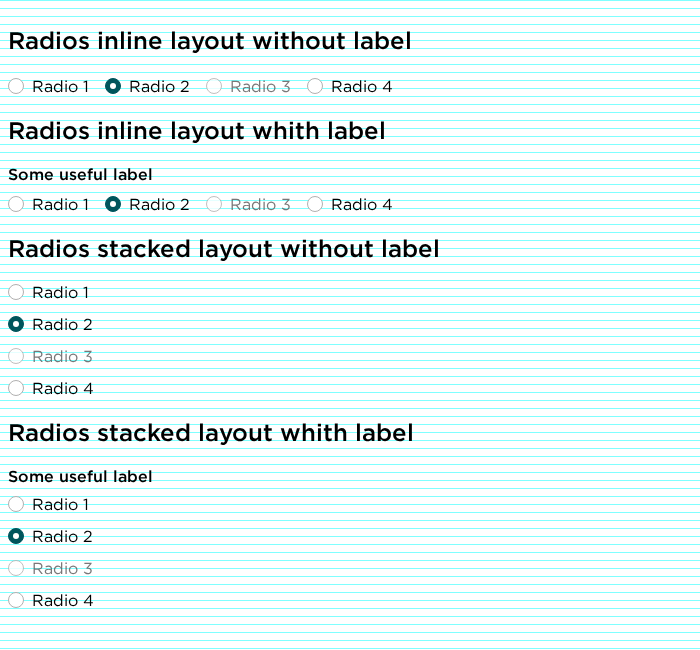 Radios inline layout without label
Radio 1 Radio 2 Radio 3 Radio 4
Radios inline layout whith label
Some useful label
Radio 1 Radio 2 Radio 3 Radio 4
Radios stacked layout without label
Radio 1
Radio 2
Radio 3
Radio 4
Radios stacked layout whith label
Some useful label
Radio 1
Radio 2
Radio 3
Radio 4